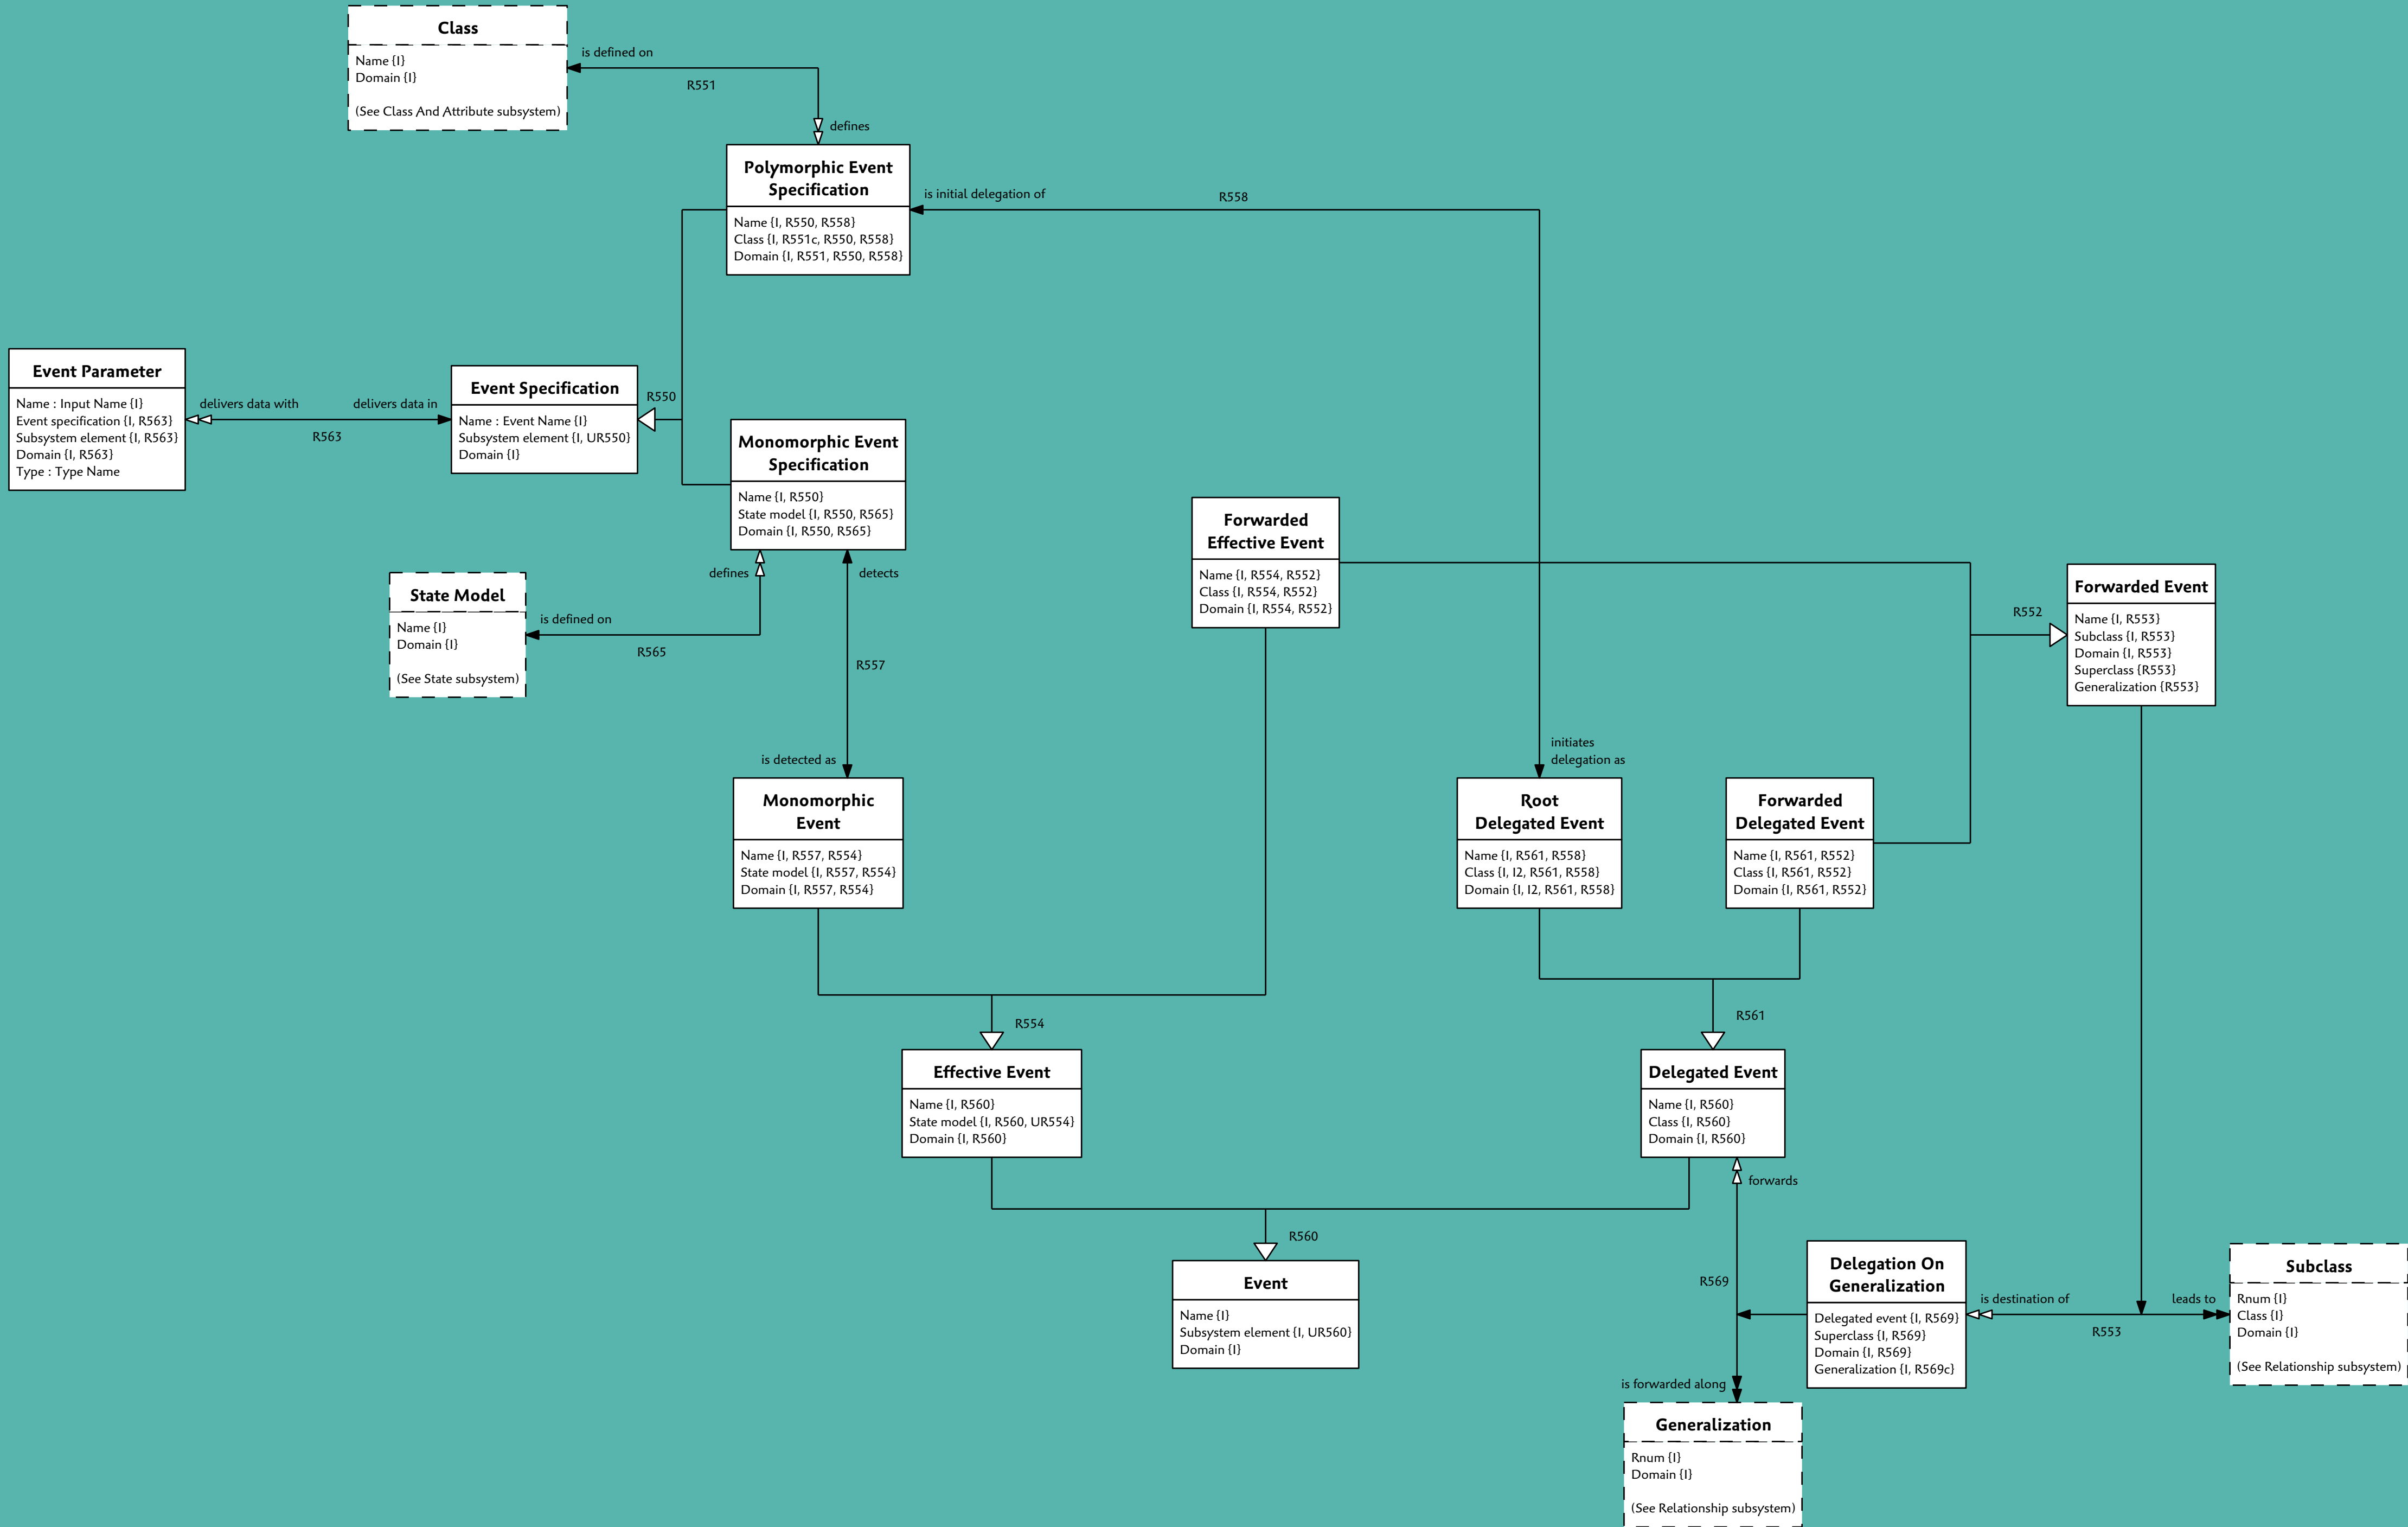 Class
Name {I}
Domain {I}
(See Class And Attribute subsystem)
is defined on
R551
defines
Polymorphic Event
Specification
Name {I, R550, R558}
Class {I, R551c, R550, R558}
Domain {I, R551, R550, R558}
is initial delegation of
R558
Event Parameter
Name : Input Name {I}
Event specification {I, R563}
Subsystem element {I, R563}
Domain {I, R563}
Type : Type Name
delivers data with
delivers data in
R563
Event Specification
Name : Event Name {I}
Subsystem element {I, UR550}
Domain {I}
R550
Monomorphic Event
Specification
Name {I, R550}
State model {I, R550, R565}
Domain {I, R550, R565}
defines
detects
State Model
Name {I}
Domain {I}
(See State subsystem)
is defined on
R565
R557
is detected as
Forwarded
Effective Event
Name {I, R554, R552}
Class {I, R554, R552}
Domain {I, R554, R552}
R552
Forwarded Event
Name {I, R553}
Subclass {I, R553}
Domain {I, R553}
Superclass {R553}
Generalization {R553}
initiates
delegation as
Monomorphic
Event
Name {I, R557, R554}
State model {I, R557, R554}
Domain {I, R557, R554}
Root
Delegated Event
Name {I, R561, R558}
Class {I, I2, R561, R558}
Domain {I, I2, R561, R558}
Forwarded
Delegated Event
Name {I, R561, R552}
Class {I, R561, R552}
Domain {I, R561, R552}
R554
R561
Effective Event
Name {I, R560}
State model {I, R560, UR554}
Domain {I, R560}
Delegated Event
Name {I, R560}
Class {I, R560}
Domain {I, R560}
forwards
R560
Event
Name {I}
Subsystem element {I, UR560}
Domain {I}
R569
Delegation On
Generalization
Delegated event {I, R569}
Superclass {I, R569}
Domain {I, R569}
Generalization {I, R569c}
is destination of
leads to
R553
Subclass
Rnum {I}
Class {I}
Domain {I}
(See Relationship subsystem)
is forwarded along
Generalization
Rnum {I}
Domain {I}
(See Relationship subsystem)